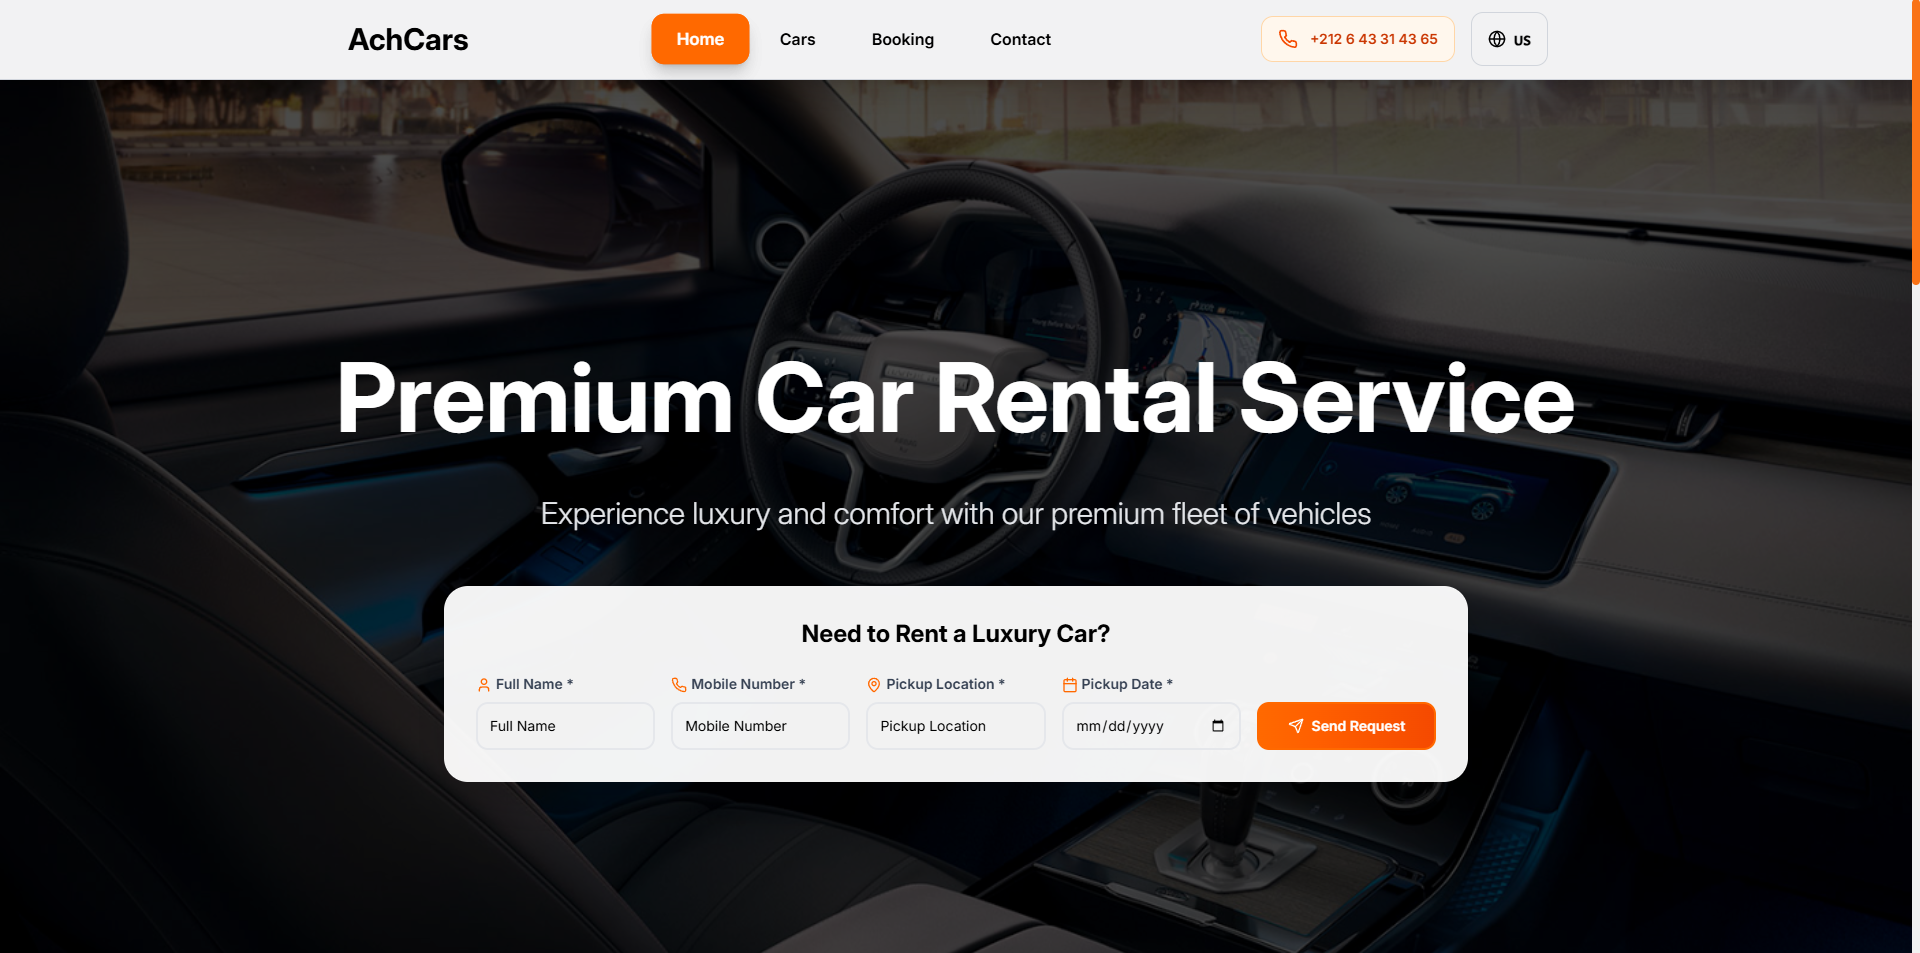 AchCars
Home
Cars
Booking
Contact
+212 6 43 31 43 65
US
Premium Car Rental Service
Experience luxury and comfort with our premium fleet of vehicles
Need to Rent a Luxury Car?
Full Name *
Mobile Number *
Pickup Location *
Pickup Date *
Full Name
Mobile Number
Pickup Location
mm/dd/yyyy
Send Request